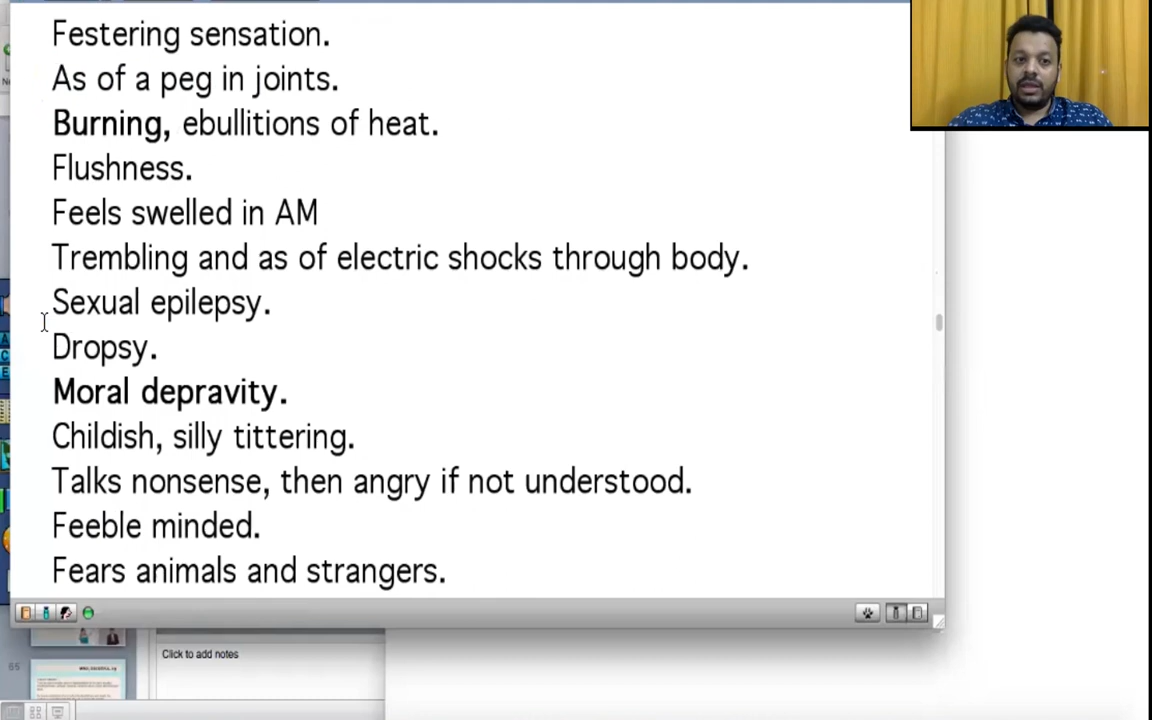 Festering sensation.
As of a peg in joints.
Burning, ebullitions of heat.
Flushness.
Feels swelled in AM
Trembling and as of electric shocks through body.
Sexual epilepsy.
Dropsy.
Moral depravity.
Childish, silly tittering.
Talks nonsense, then angry if not understood.
Feeble minded.
Fears animals and strangers.
Click to add notes
65